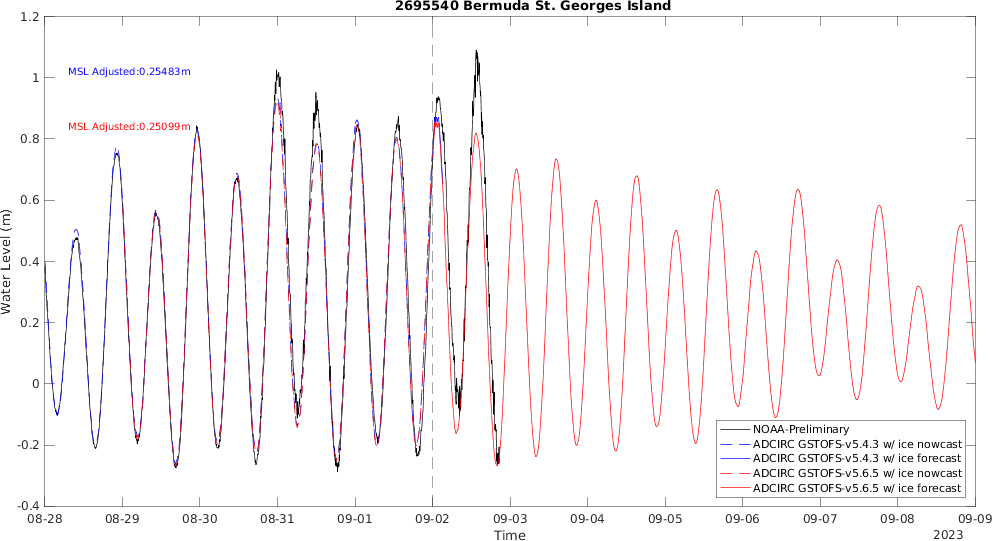 2695540 Bermuda St. Georges Island
1.2
1
0.8
0.6
0.4
0.2
0
-0.2
-0.4
Water Level (m)
MSL Adjusted:0.25483m
MSL Adjusted:0.25099m
NOAA-Preliminary
ADCIRC GSTOFS-v5.4.3 w/ ice nowcast
ADCIRC GSTOFS-v5.4.3 w/ ice forecast
ADCIRC GSTOFS-v5.6.5 w/ ice nowcast
ADCIRC GSTOFS-v5.6.5 w/ ice forecast
08-28 08-29 08-30 08-31 09-01 09-02 09-03 09-04 09-05 09-06 09-07 09-08 09-09
Time
2023